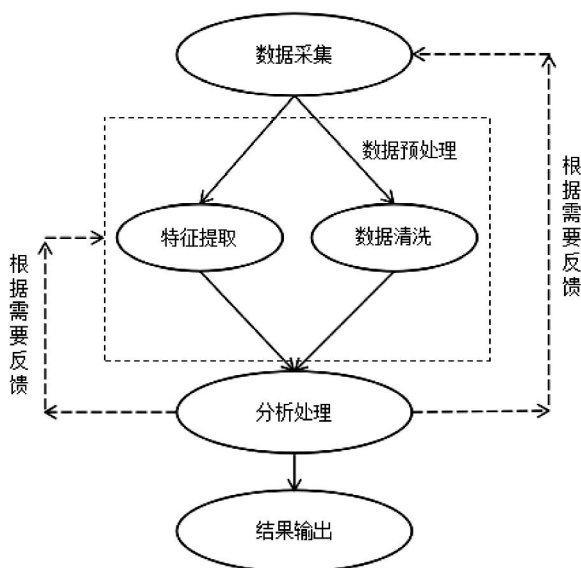 数据采集
数据预处理
特征提取
数据清洗
根据需要反馈
根据需要反馈
分析处理
结果输出